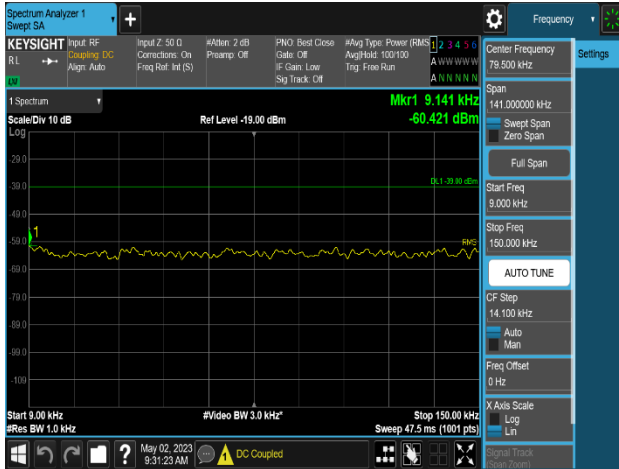 Spectrum Analyzer 1
Swept SA
Frequency
KEYSIGHT
RL
Input: RF
Coupling: DC
Align: Auto
Input Z: 50 Ω
Corrections: On
Freq Ref: Int (S)
#Atten: 2 dB
Preamp: Off
PNO: Best Close
Gate: Off
IF Gain: Low
Sig Track: Off
#Avg Type: Power (RMS
Avg|Hold: 100/100
Trig: Free Run
1 2 3 4 5 6
A W W W W W
A N N N N N
1 Spectrum
Mkr1 9.141 kHz
Scale/Div 10 dB
Ref Level -19.00 dBm
-60.421 dBm
Log
-29.0
DL1 -39.00 dBm
-39.0
-49.0
1
-59.0
RMS
-69.0
-79.0
-89.0
-99.0
-109
Start 9.00 kHz
#Video BW 3.0 kHz*
Stop 150.00 kHz
#Res BW 1.0 kHz
Sweep 47.5 ms (1001 pts)
?
May 02, 2023
9:31:23 AM
DC Coupled
Center Frequency
79.500 kHz
Settings
Span
141.000000 kHz
Swept Span
Zero Span
Full Span
Start Freq
9.000 kHz
Stop Freq
150.000 kHz
AUTO TUNE
CF Step
14.100 kHz
Auto
Man
Freq Offset
0 Hz
X Axis Scale
Log
Lin
Signal Track
(Span Zoom)